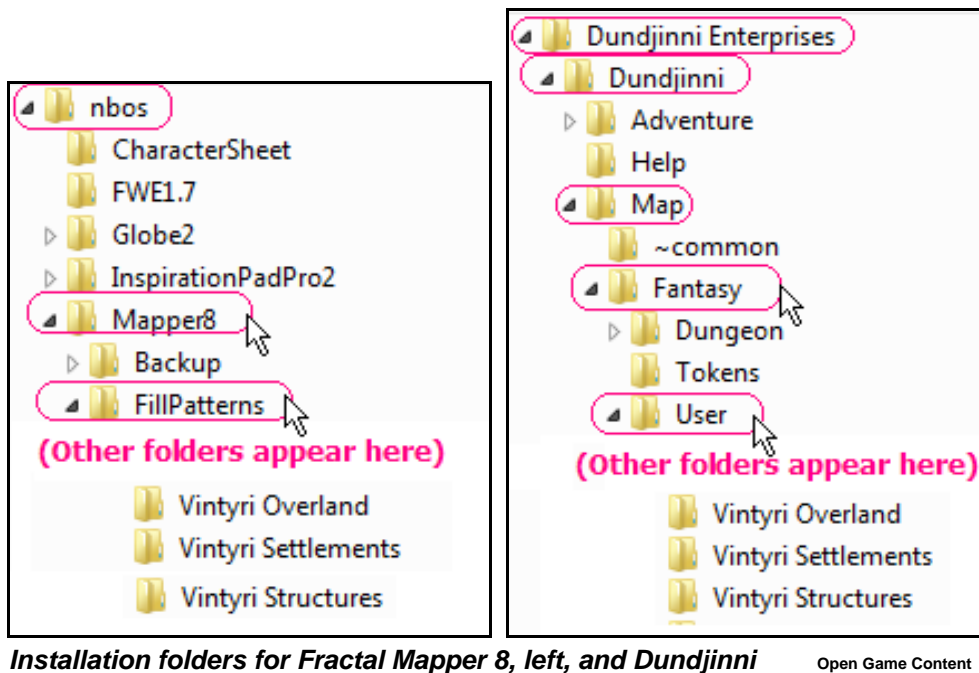 nbos
CharacterSheet
FWE1.7
Globe2
InspirationPadPro2
Mapper8
Backup
FillPatterns
(Other folders appear here)
Vintyri Overland
Vintyri Settlements
Vintyri Structures
Dundjinni Enterprises
Dundjinni
Adventure
Help
Map
~common
Fantasy
Dungeon
Tokens
User
(Other folders appear here)
Vintyri Overland
Vintyri Settlements
Vintyri Structures
Installation folders for Fractal Mapper 8, left, and Dundjinni
Open Game Content